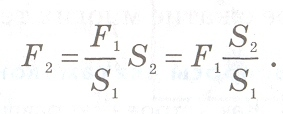 F₂ = F₁/S₁ S₂ = F₁ S₂/S₁ .